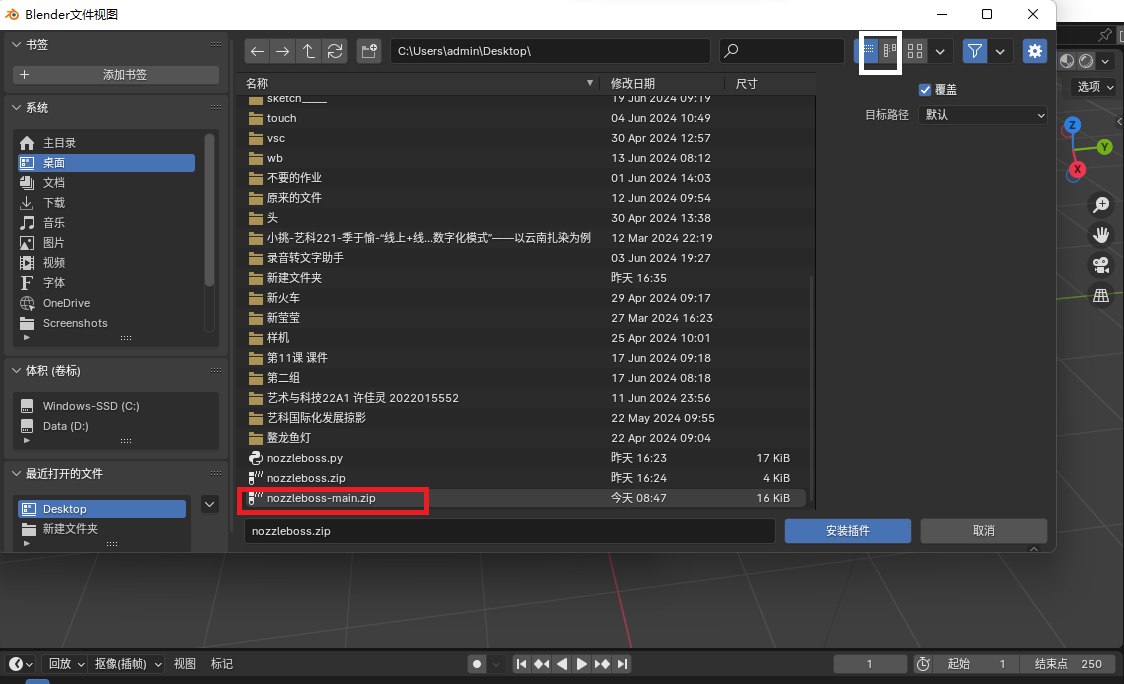 Blender文件视图
书签
添加书签
系统
主目录
桌面
文档
下载
音乐
图片
视频
字体
OneDrive
Screenshots
体积 (卷标)
Windows-SSD (C:)
Data (D:)
最近打开的文件
Desktop
新建文件夹
C:\Users\admin\Desktop\
名称 修改日期 尺寸
sketch____ 19 Jun 2024 09:19
touch 04 Jun 2024 10:49
vsc 30 Apr 2024 12:57
wb 13 Jun 2024 08:12
不要的作业 01 Jun 2024 14:03
原来的文件 12 Jun 2024 09:54
头 30 Apr 2024 13:38
小挑-艺科221-季于愉-“线上+线...数字化模式”——以云南扎染为例 12 Mar 2024 22:19
录音转文字助手 03 Jun 2024 19:27
新建文件夹 昨天 16:35
新火车 29 Apr 2024 09:17
新莹莹 27 Mar 2024 16:23
样机 25 Apr 2024 10:01
第11课 课件 17 Jun 2024 09:18
第二组 17 Jun 2024 08:18
艺术与科技22A1 许佳灵 2022015552 11 Jun 2024 23:56
艺科国际化发展掠影 22 May 2024 09:55
鳌龙鱼灯 22 Apr 2024 09:04
nozzleboss.py 昨天 16:23 17 KiB
nozzleboss.zip 昨天 16:24 4 KiB
nozzleboss-main.zip 今天 08:47 16 KiB
nozzleboss.zip 安装插件 取消
覆盖
目标路径 默认
选项
Z
Y
X
回放 抠像(插帧) 视图 标记 1 起始 1 结束点 250